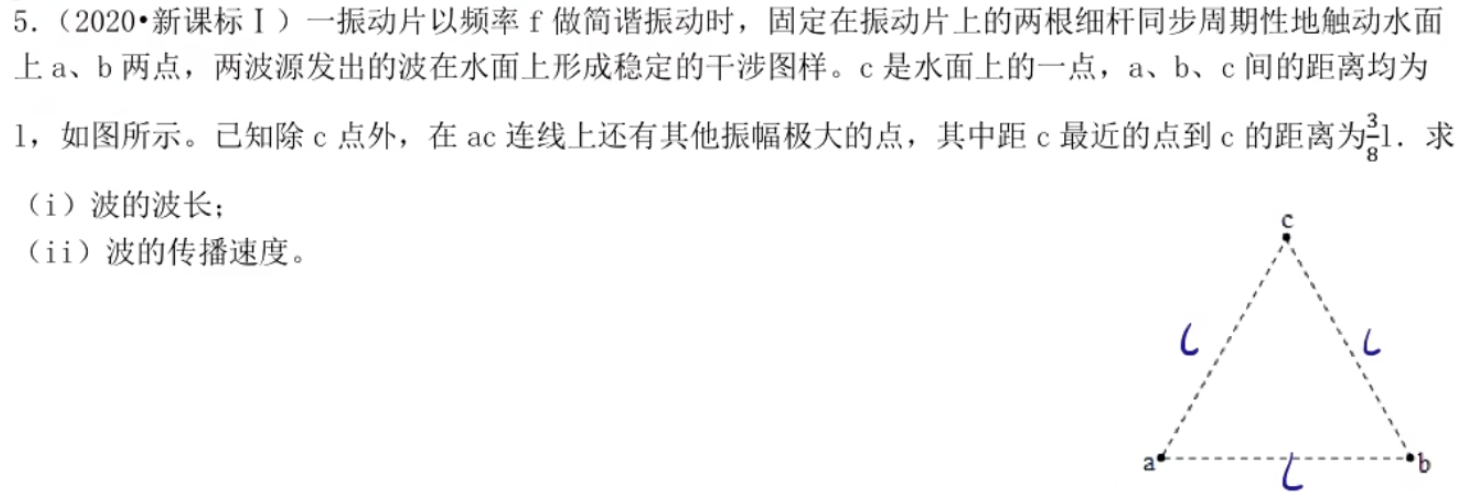 5.（2020•新课标Ⅰ）一振动片以频率 f 做简谐振动时，固定在振动片上的两根细杆同步周期性地触动水面
上 a、b 两点，两波源发出的波在水面上形成稳定的干涉图样。c 是水面上的一点，a、b、c 间的距离均为
l，如图所示。已知除 c 点外，在 ac 连线上还有其他振幅极大的点，其中距 c 最近的点到 c 的距离为3/8l．求
（i）波的波长；
（ii）波的传播速度。
c
l
l
a
b
l